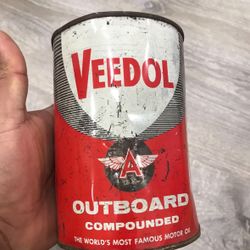 VEEDOL
A
OUTBOARD
COMPOUNDED
THE WORLD'S MOST FAMOUS MOTOR OIL